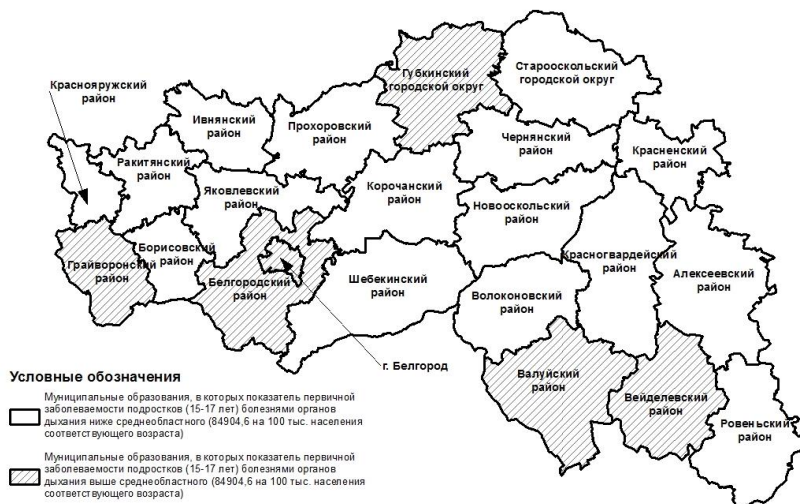 Краснояружский
район
Ивнянский
район
Прохоровский
район
Губкинский
городской округ
Старооскольский
городской округ
Ракитянский
район
Яковлевский
район
Корочанский
район
Чернянский
район
Красненский
район
Новооскольский
район
Грайворонский
район
Борисовский
район
Белгородский
район
Шебекинский
район
Волоконовский
район
Красногвардейский
район
Алексеевский
район
г. Белгород
Валуйский
район
Вейделевский
район
Ровеньский
район
Условные обозначения
Муниципальные образования, в которых показатель первичной
заболеваемости подростков (15-17 лет) болезнями органов
дыхания ниже среднеобластного (84904,6 на 100 тыс. населения
соответствующего возраста)
Муниципальные образования, в которых показатель первичной
заболеваемости подростков (15-17 лет) болезнями органов
дыхания выше среднеобластного (84904,6 на 100 тыс. населения
соответствующего возраста)